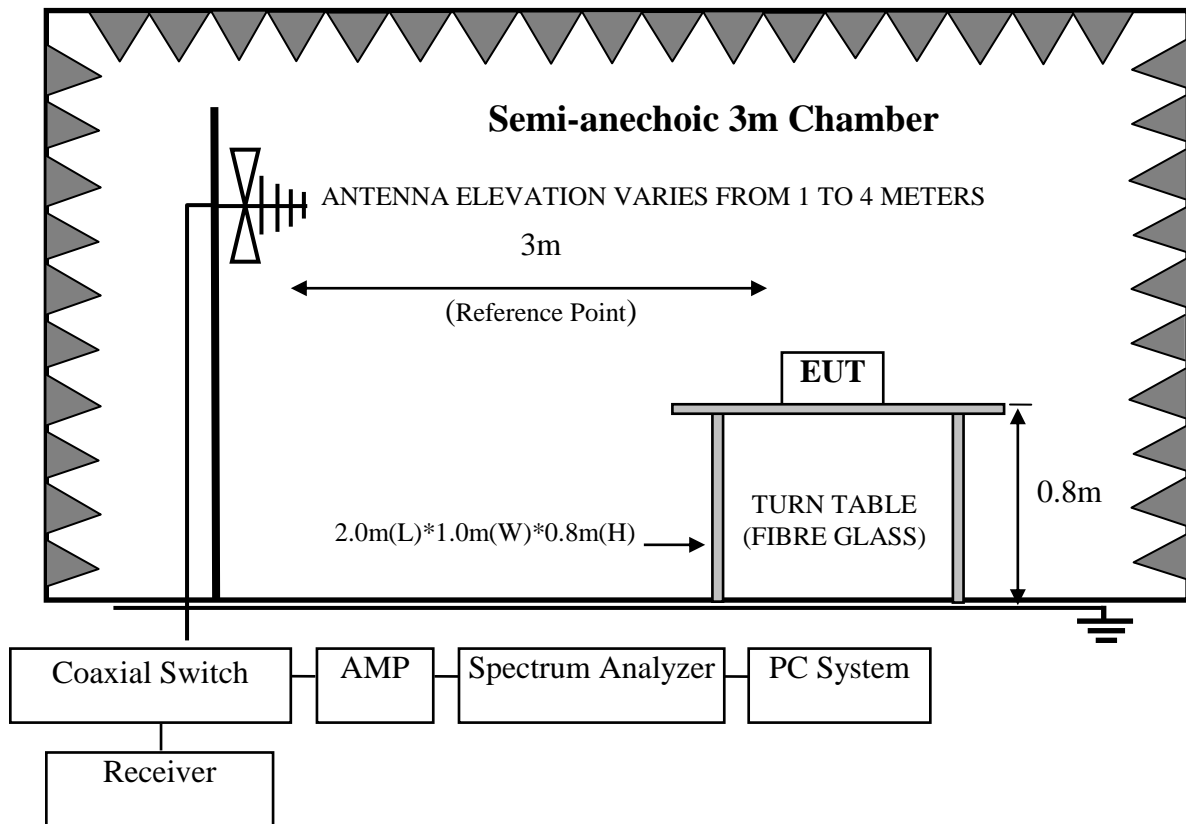 Semi-anechoic 3m Chamber
ANTENNA ELEVATION VARIES FROM 1 TO 4 METERS
3m
(Reference Point)
EUT
0.8m
TURN TABLE
(FIBRE GLASS)
2.0m(L)*1.0m(W)*0.8m(H)
Coaxial Switch
AMP
Spectrum Analyzer
PC System
Receiver